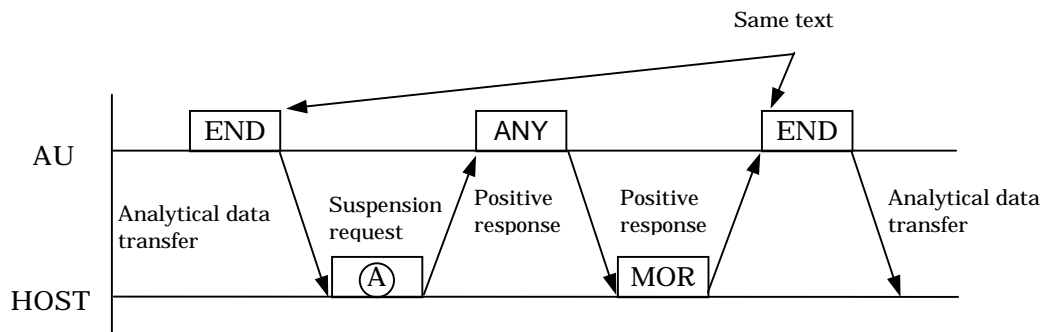 Same text
END
ANY
END
AU
Analytical data
transfer
Suspension
request
Positive
response
Positive
response
Analytical data
transfer
A
MOR
HOST